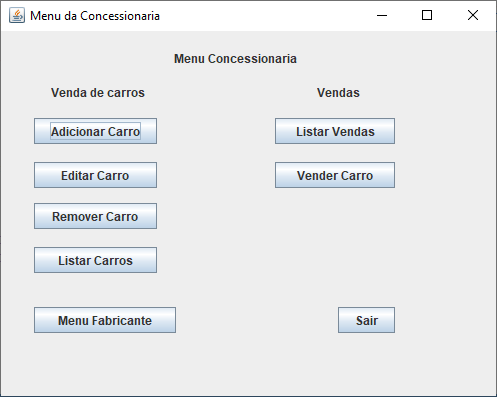 Menu da Concessionaria
Menu Concessionaria
Venda de carros
Vendas
Adicionar Carro
Listar Vendas
Editar Carro
Vender Carro
Remover Carro
Listar Carros
Menu Fabricante
Sair